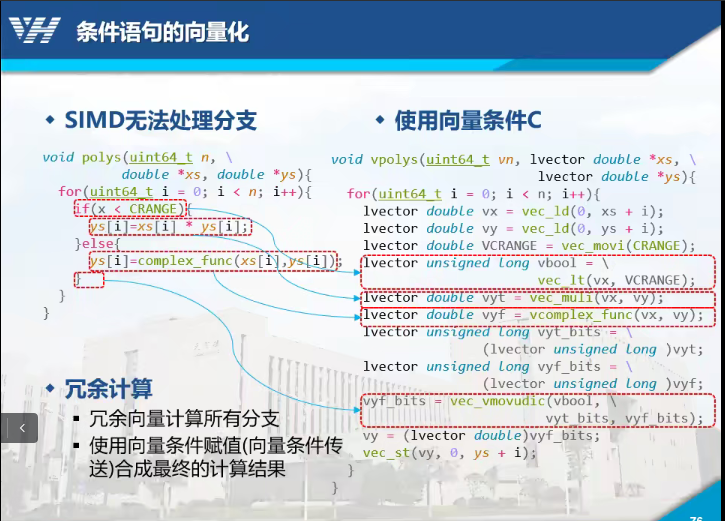 条件语句的向量化
SIMD无法处理分支
void polys(uint64_t n, \
double *xs, double *ys){
for(uint64_t i = 0; i < n; i++){
if(x < CRANGE){
ys[i]=xs[i] * ys[i];
}else{
ys[i]=complex_func(xs[i],ys[i]);
}
}
}
冗余计算
冗余向量计算所有分支
使用向量条件赋值(向量条件传
送)合成最终的计算结果
使用向量条件C
void vpolys(uint64_t vn, lvector double *xs, \
lvector double *ys){
for(uint64_t i = 0; i < n; i++){
lvector double vx = vec_ld(0, xs + i);
lvector double vy = vec_ld(0, ys + i);
lvector double VCRANGE = vec_movi(CRANGE);
lvector unsigned long vbool = \
vec_lt(vx, VCRANGE);
lvector double vyt = vec_muli(vx, vy);
lvector double vyf = vcomplex_func(vx, vy);
lvector unsigned long vyt_bits = \
(lvector unsigned long )vyt;
lvector unsigned long vyf_bits = \
(lvector unsigned long )vyf;
vyf_bits = vec_vmovudic(vbool, \
vyt_bits, vyf_bits);
vy = (lvector double)vyf_bits;
vec_st(vy, 0, ys + i);
}
}
76